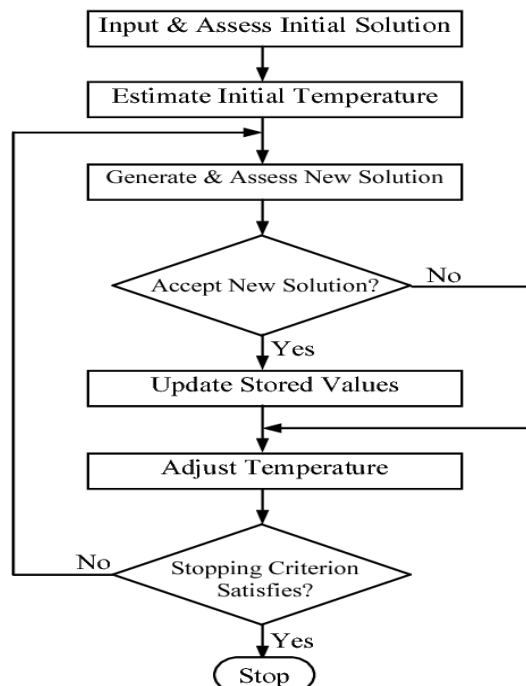 Input & Assess Initial Solution
Estimate Initial Temperature
Generate & Assess New Solution
Accept New Solution?
No
Yes
Update Stored Values
Adjust Temperature
No
Stopping Criterion
Satisfies?
Yes
Stop